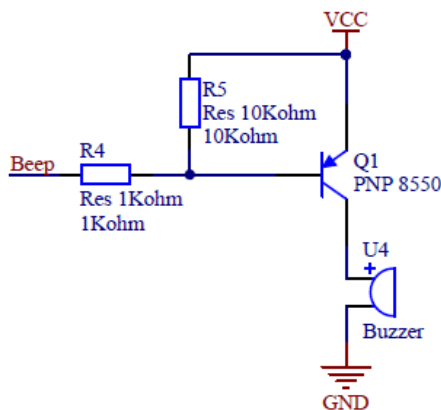 VCC
R5
Res 10Kohm
10Kohm
R4
Beep
Res 1Kohm
1Kohm
Q1
PNP 8550
U4
+
Buzzer
GND